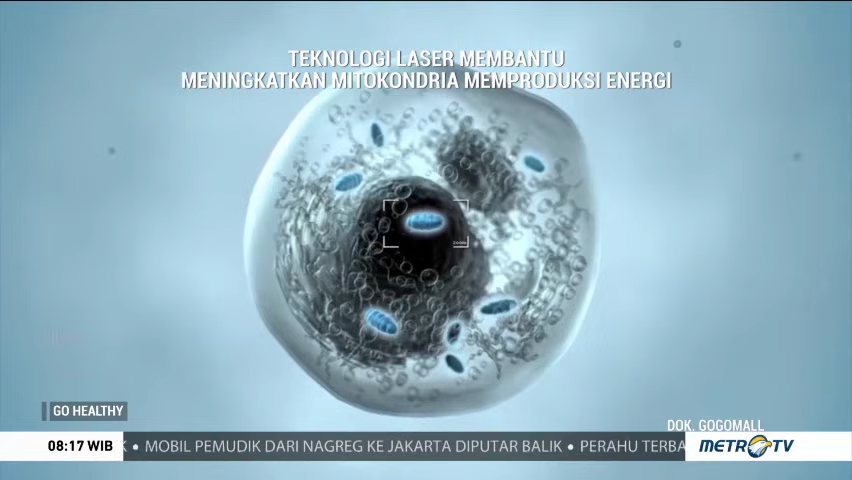 TEKNOLOGI LASER MEMBANTU
MENINGKATKAN MITOKONDRIA MEMPRODUKSI ENERGI
GO HEALTHY
DOK. GOGOMALL
08:17 WIB
K • MOBIL PEMUDIK DARI NAGREG KE JAKARTA DIPUTAR BALIK • PERAHU TERBA
METRO TV